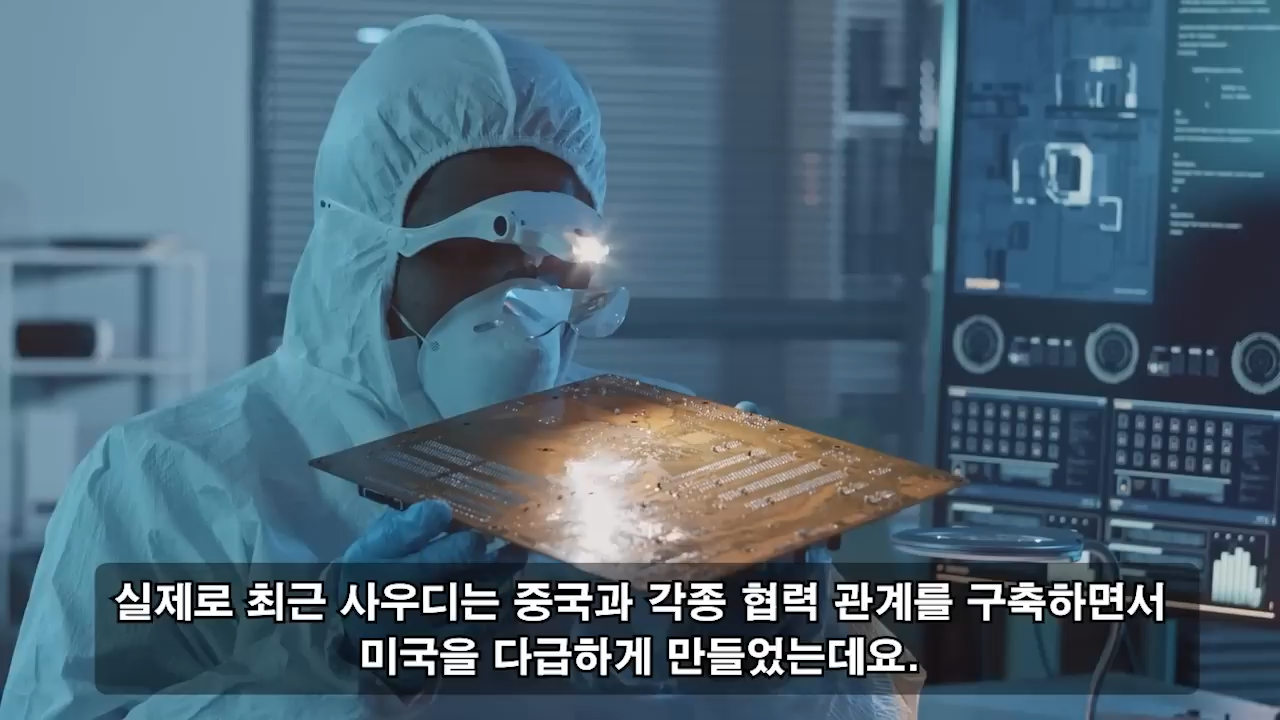 실제로 최근 사우디는 중국과 각종 협력 관계를 구축하면서
미국을 다급하게 만들었는데요.